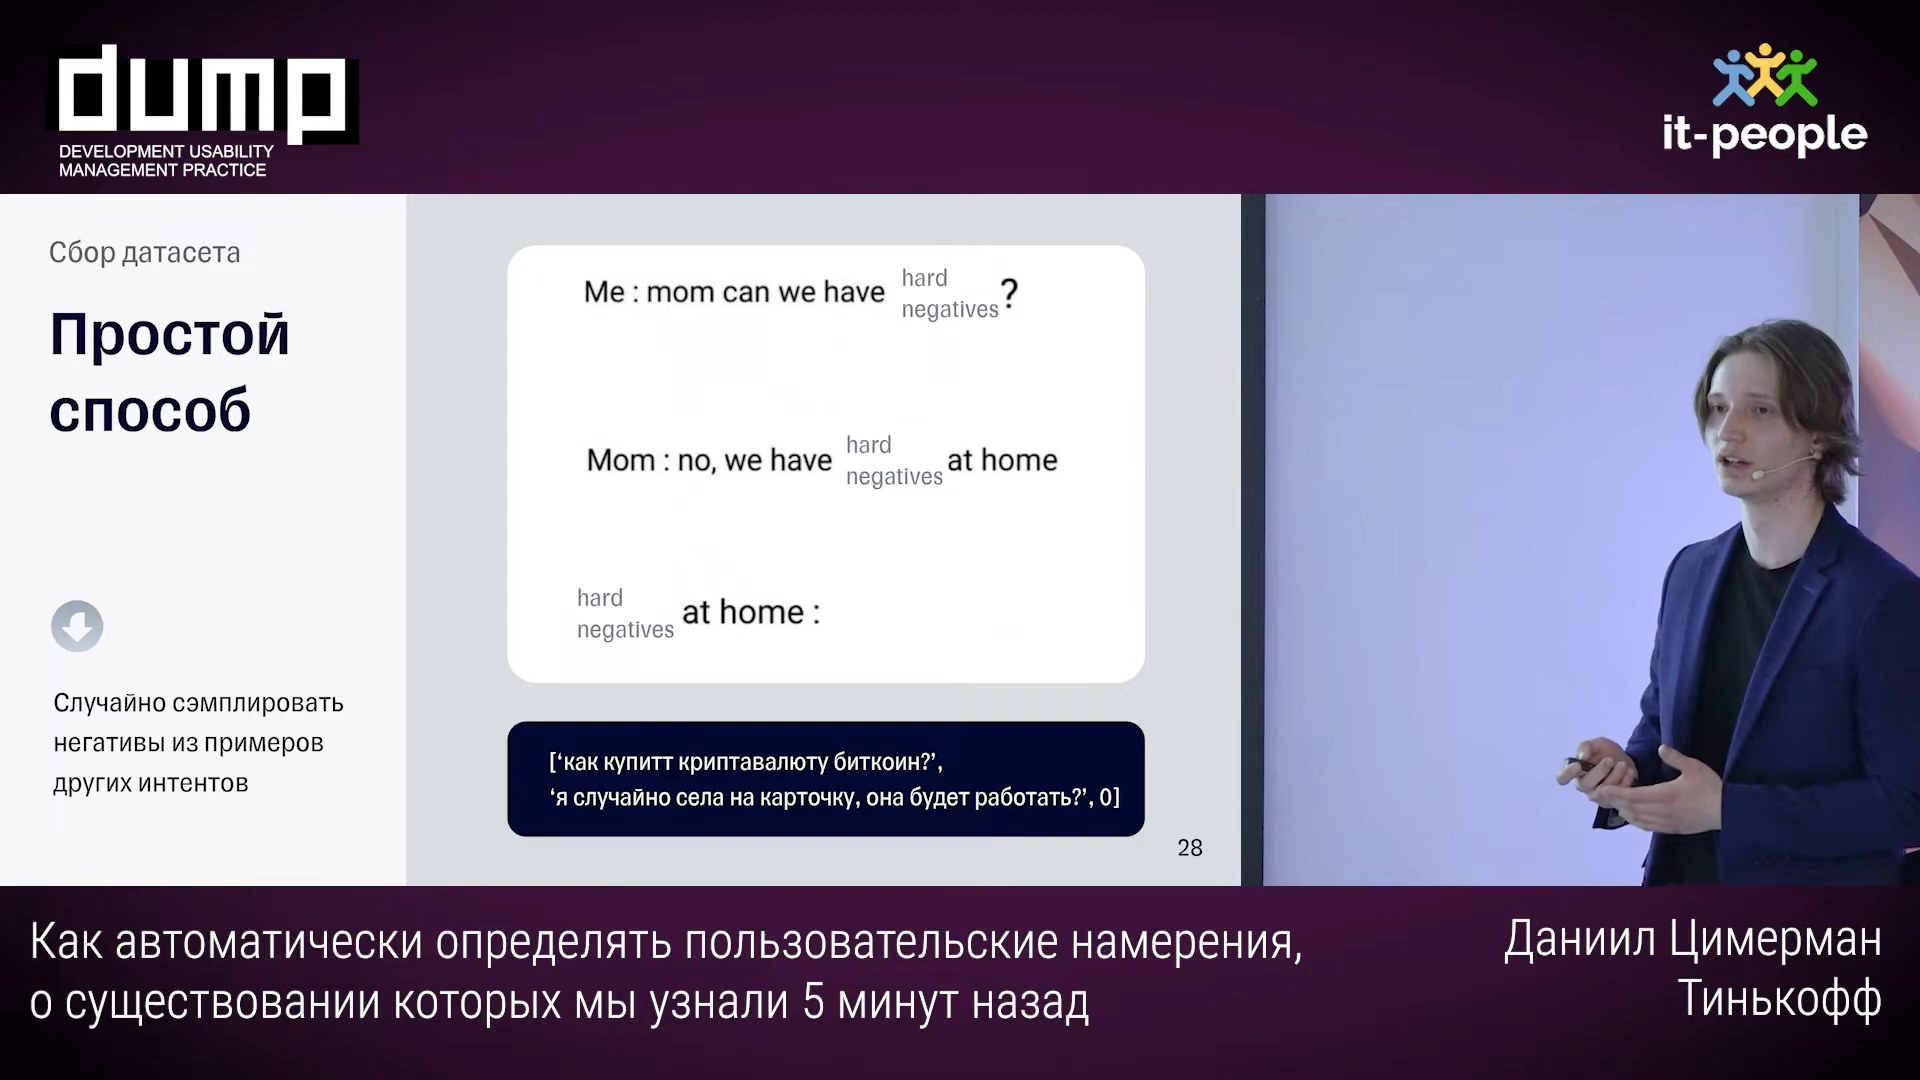 dump
DEVELOPMENT USABILITY
MANAGEMENT PRACTICE
it-people
Сбор датасета
Простой
способ
Случайно сэмплировать
негативы из примеров
других интентов
Me : mom can we have hard negatives ?
Mom : no, we have hard negatives at home
hard negatives at home :
['как купитт криптавалюту биткоин?',
'я случайно села на карточку, она будет работать?', 0]
28
Как автоматически определять пользовательские намерения,
о существовании которых мы узнали 5 минут назад
Даниил Цимерман
Тинькофф